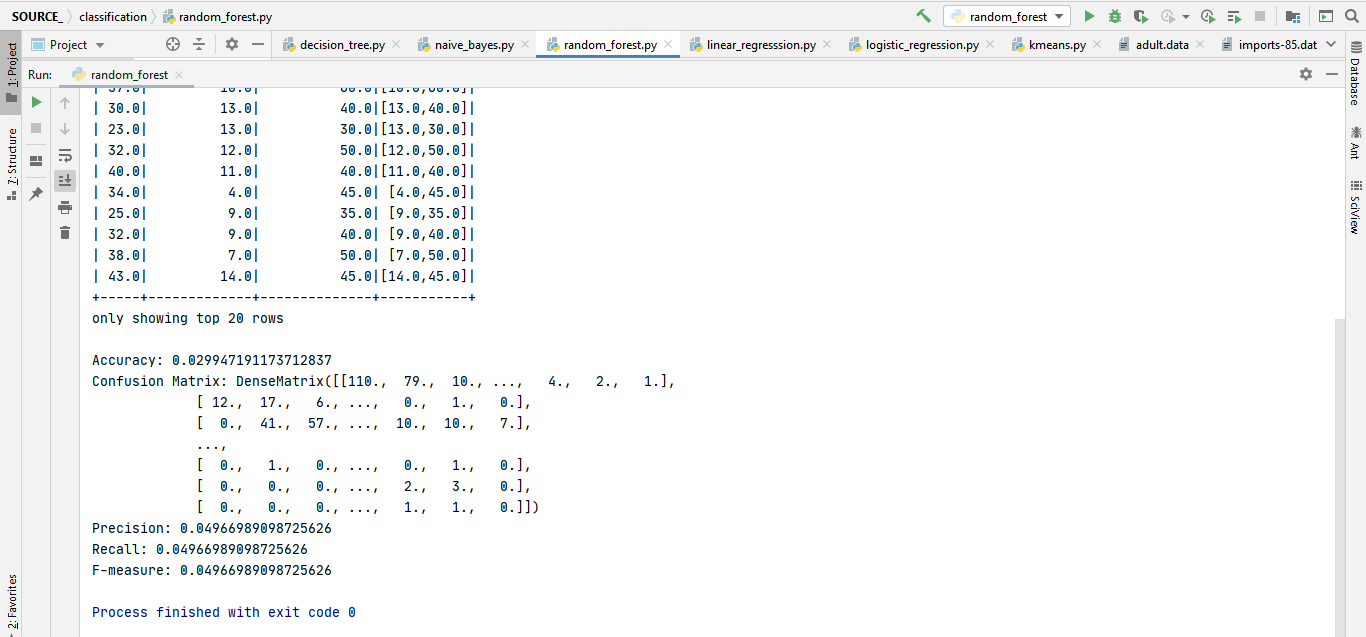 SOURCE_ classification random_forest.py random_forest
1: Project
Project decision_tree.py naive_bayes.py random_forest.py linear_regresssion.py logistic_regression.py kmeans.py adult.data imports-85.dat
Run: random_forest
| 30.0| 13.0| 40.0|[13.0,40.0]|
| 23.0| 13.0| 30.0|[13.0,30.0]|
| 32.0| 12.0| 50.0|[12.0,50.0]|
| 40.0| 11.0| 40.0|[11.0,40.0]|
| 34.0| 4.0| 45.0| [4.0,45.0]|
| 25.0| 9.0| 35.0| [9.0,35.0]|
| 32.0| 9.0| 40.0| [9.0,40.0]|
| 38.0| 7.0| 50.0| [7.0,50.0]|
| 43.0| 14.0| 45.0|[14.0,45.0]|
+-----+-------------+--------------+-----------+
only showing top 20 rows
Accuracy: 0.029947191173712837
Confusion Matrix: DenseMatrix([[110., 79., 10., ..., 4., 2., 1.],
[ 12., 17., 6., ..., 0., 1., 0.],
[ 0., 41., 57., ..., 10., 10., 7.],
...,
[ 0., 1., 0., ..., 0., 1., 0.],
[ 0., 0., 0., ..., 2., 3., 0.],
[ 0., 0., 0., ..., 1., 1., 0.]])
Precision: 0.04966989098725626
Recall: 0.04966989098725626
F-measure: 0.04966989098725626
Process finished with exit code 0
7: Structure
2: Favorites
Database
Ant
SciView